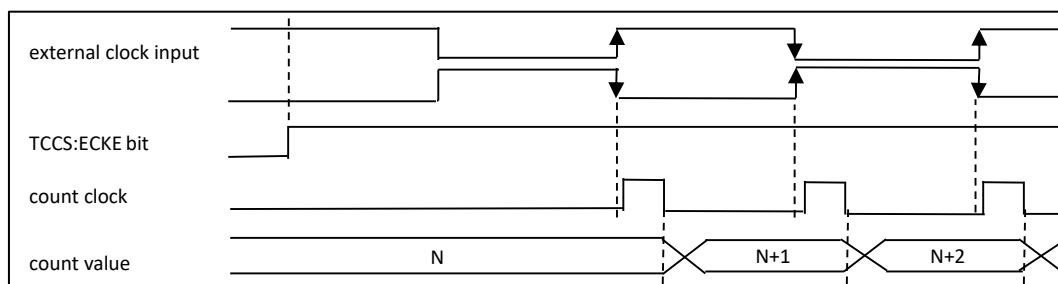 external clock input
TCCS:ECKE bit
count clock
count value
N
N+1
N+2